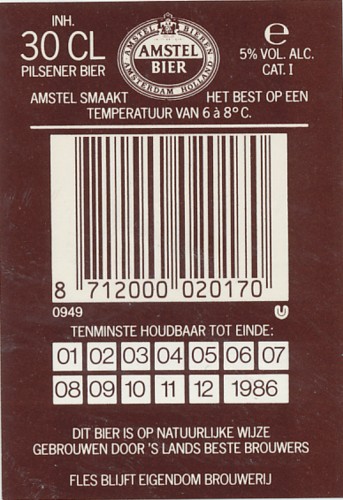 INH.
30 CL
PILSENER BIER
AMSTEL BIEREN
AMSTEL
BIER
AMSTERDAM HOLLAND
e
5% VOL. ALC.
CAT. I
AMSTEL SMAAKT HET BEST OP EEN
TEMPERATUUR VAN 6 à 8°C.
8 712000 020170
0949
TENMINSTE HOUDBAAR TOT EINDE:
01 02 03 04 05 06 07
08 09 10 11 12 1986
DIT BIER IS OP NATUURLIJKE WIJZE
GEBROUWEN DOOR 'S LANDS BESTE BROUWERS
FLES BLIJFT EIGENDOM BROUWERIJ